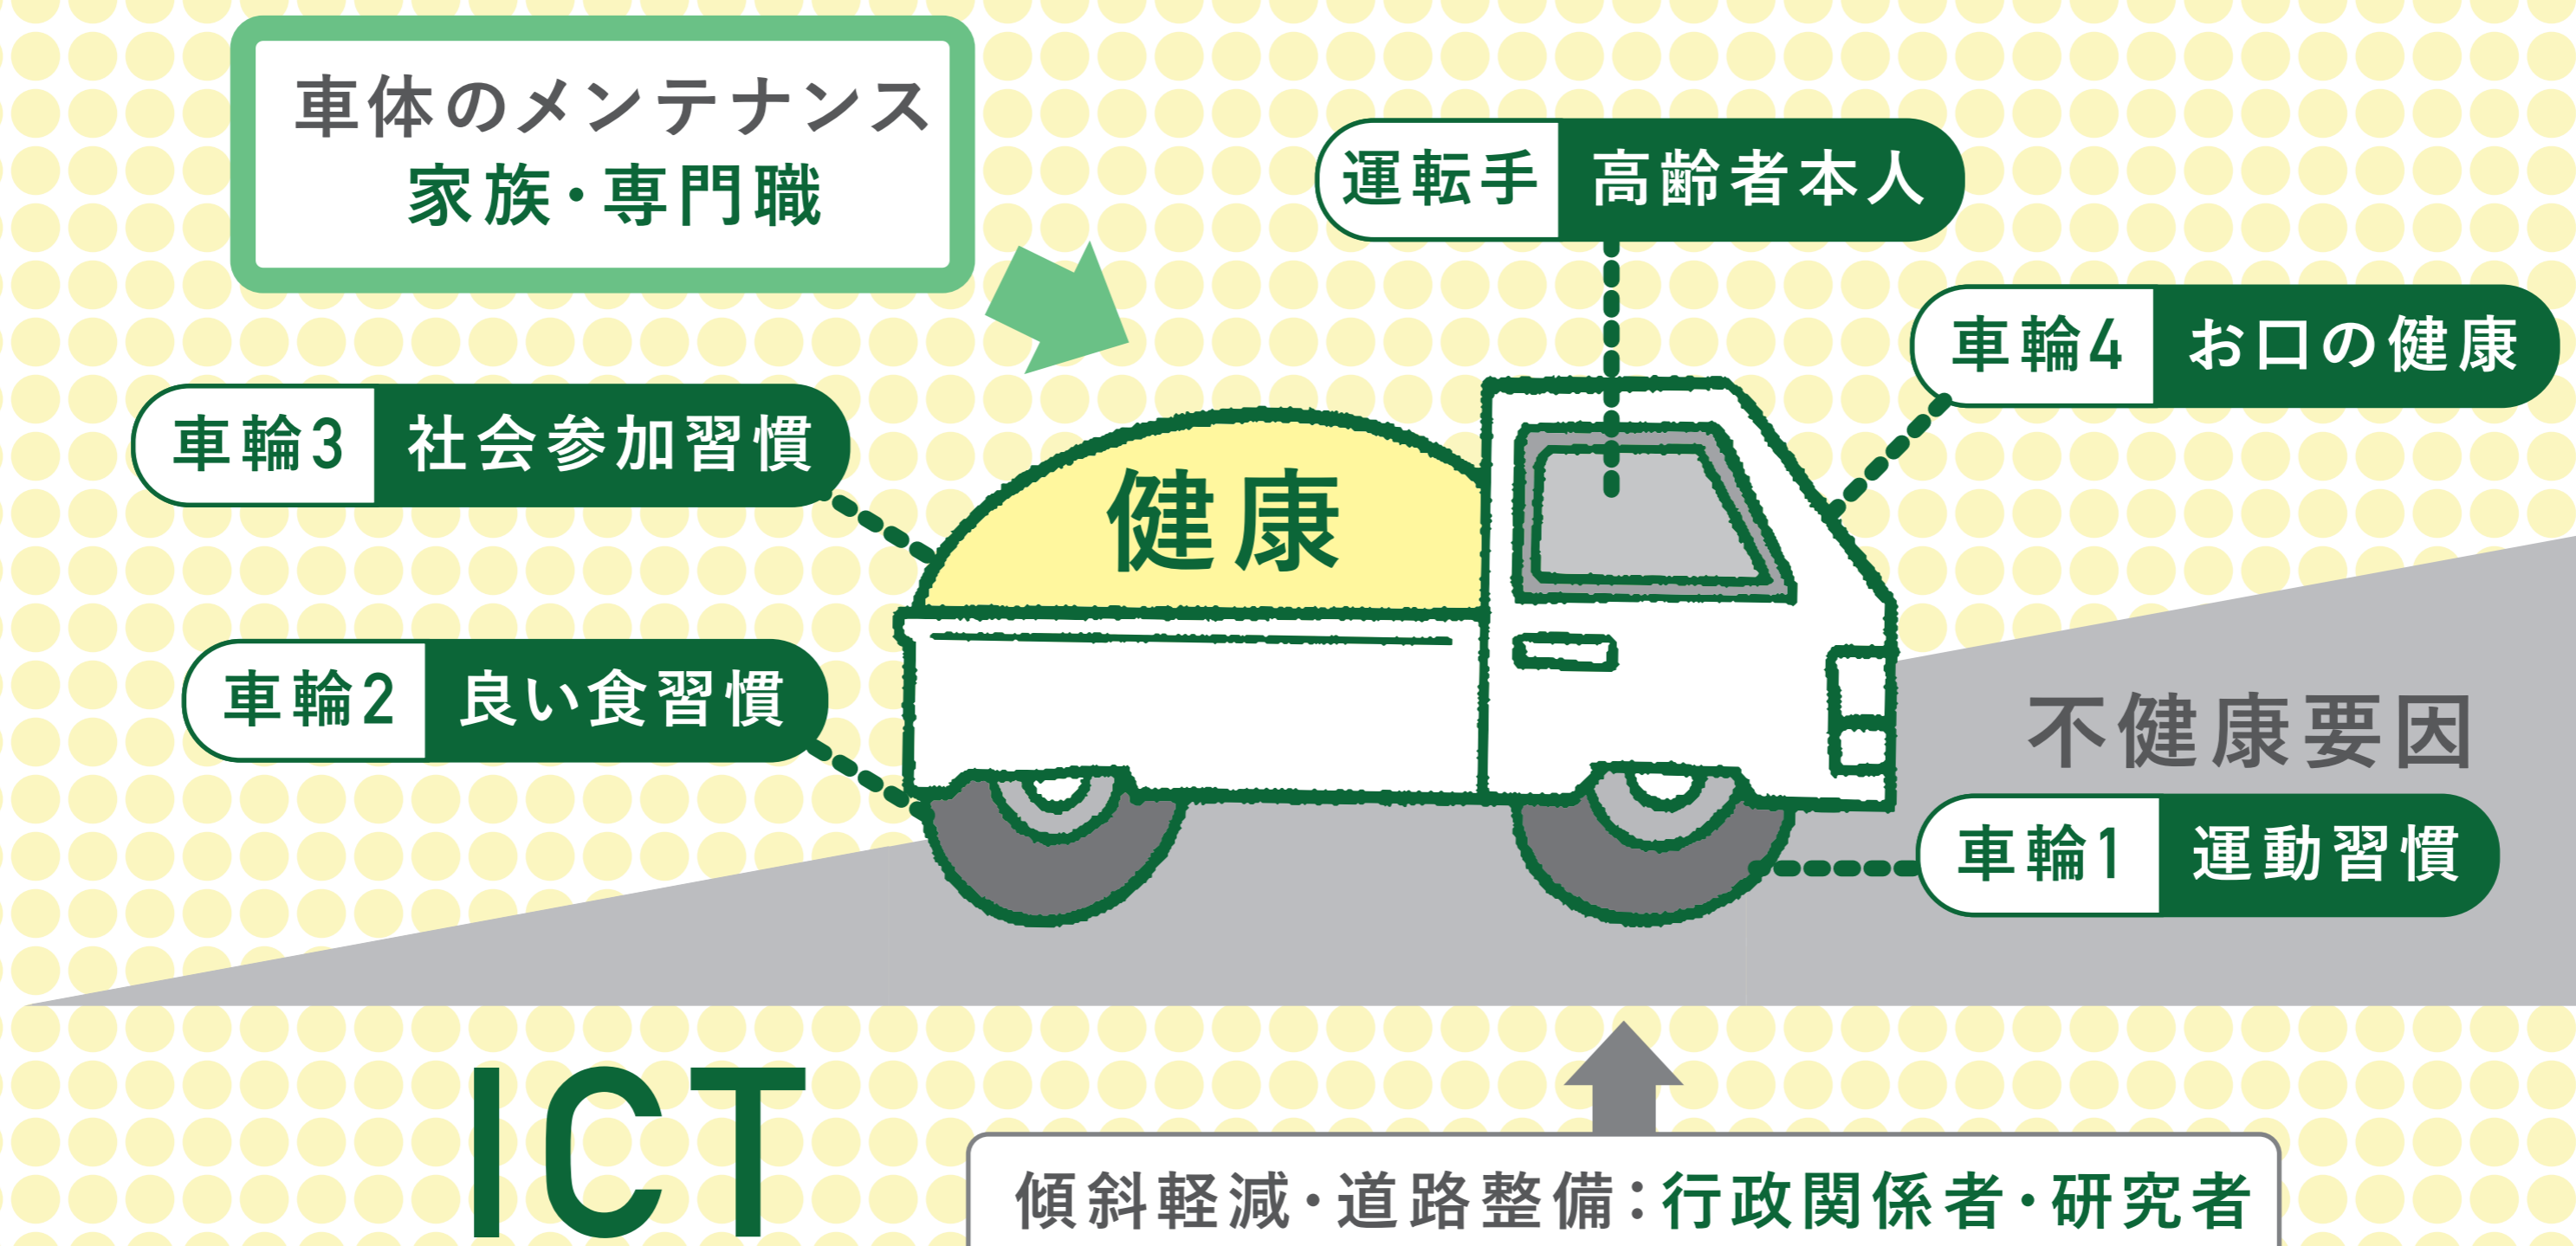 車体のメンテナンス
家族・専門職
運転手 高齢者本人
車輪4 お口の健康
車輪3 社会参加習慣
健康
車輪2 良い食習慣
不健康要因
車輪1 運動習慣
ICT
傾斜軽減・道路整備：行政関係者・研究者